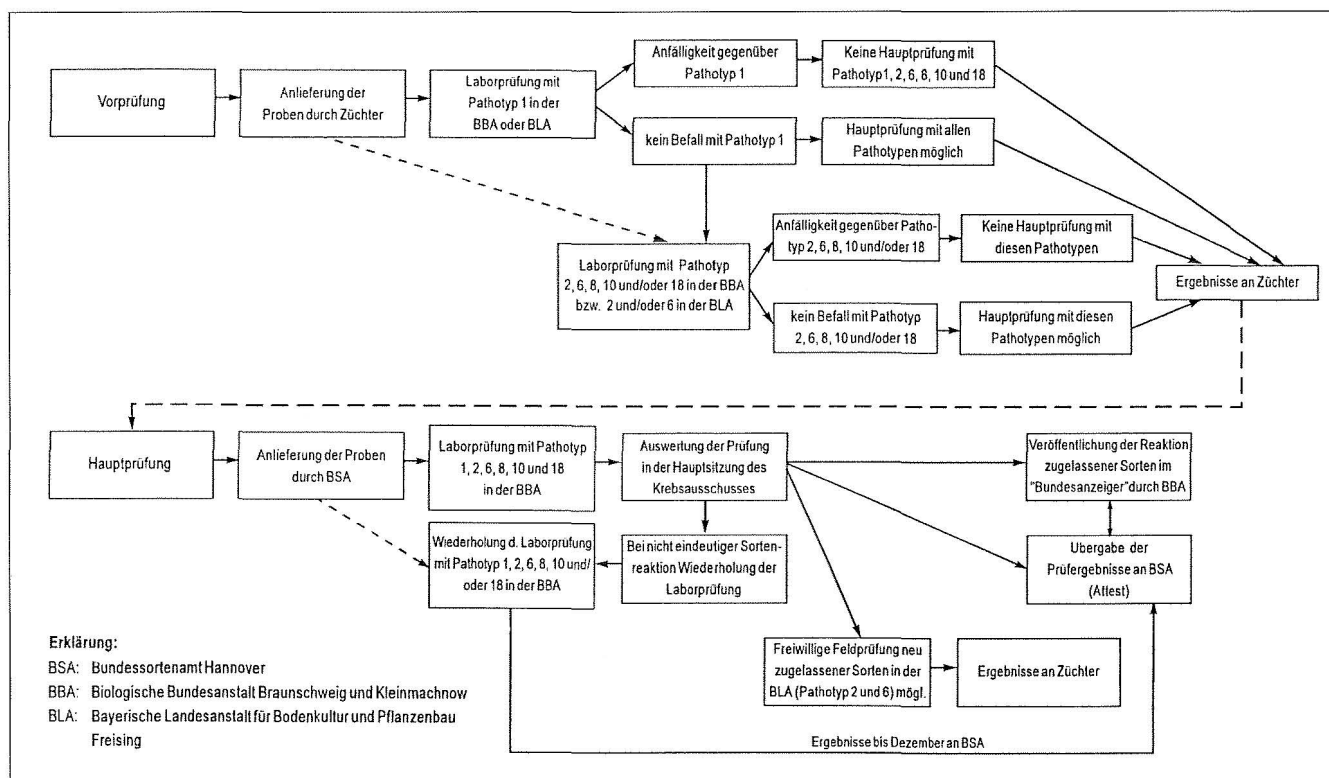 Vorprüfung
Anlieferung der
Proben durch Züchter
Laborprüfung mit
Pathotyp 1 in der
BBA oder BLA
Anfälligkeit gegenüber
Pathotyp 1
Keine Hauptprüfung mit
Pathotyp1, 2, 6, 8, 10 und 18
kein Befall mit Pathotyp 1
Hauptprüfung mit allen
Pathotypen möglich
Laborprüfung mit Pathotyp
2, 6, 8, 10 und/oder 18 in der BBA
bzw. 2 und/oder 6 in der BLA
Anfälligkeit gegenüber Patho-
typ 2, 6, 8, 10 und/oder 18
Keine Hauptprüfung mit
diesen Pathotypen
kein Befall mit Pathotyp
2, 6, 8, 10 und/oder 18
Hauptprüfung mit diesen
Pathotypen möglich
Ergebnisse an Züchter
Hauptprüfung
Anlieferung der Proben
durch BSA
Laborprüfung mit Pathotyp
1, 2, 6, 8, 10 und 18
in der BBA
Auswertung der Prüfung
in der Hauptsitzung des
Krebsausschusses
Veröffentlichung der Reaktion
zugelassener Sorten im
"Bundesanzeiger" durch BBA
Wiederholung d. Laborprüfung
mit Pathotyp 1, 2, 6, 8, 10 und/
oder 18 in der BBA
Bei nicht eindeutiger Sorten-
reaktion Wiederholung der
Laborprüfung
Übergabe der
Prüfergebnisse an BSA
(Attest)
Freiwillige Feldprüfung neu
zugelassener Sorten in der
BLA (Pathotyp 2 und 6) mögl.
Ergebnisse an Züchter
Ergebnisse bis Dezember an BSA
Erklärung:
BSA: Bundessortenamt Hannover
BBA: Biologische Bundesanstalt Braunschweig und Kleinmachnow
BLA: Bayerische Landesanstalt für Bodenkultur und Pflanzenbau
Freising